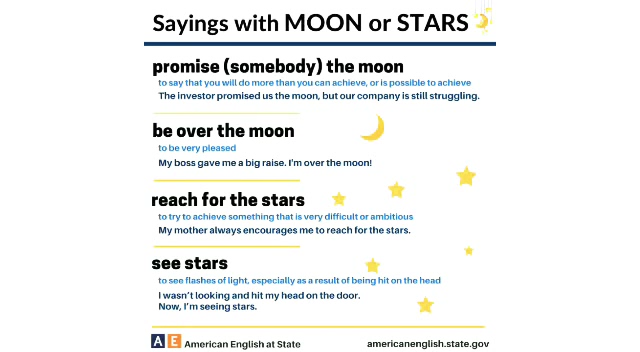 Sayings with MOON or STARS
promise (somebody) the moon
to say that you will do more than you can achieve, or is possible to achieve
The investor promised us the moon, but our company is still struggling.
be over the moon
to be very pleased
My boss gave me a big raise. I'm over the moon!
reach for the stars
to try to achieve something that is very difficult or ambitious
My mother always encourages me to reach for the stars.
see stars
to see flashes of light, especially as a result of being hit on the head
I wasn't looking and hit my head on the door.
Now, I'm seeing stars.
A E American English at State
americanenglish.state.gov